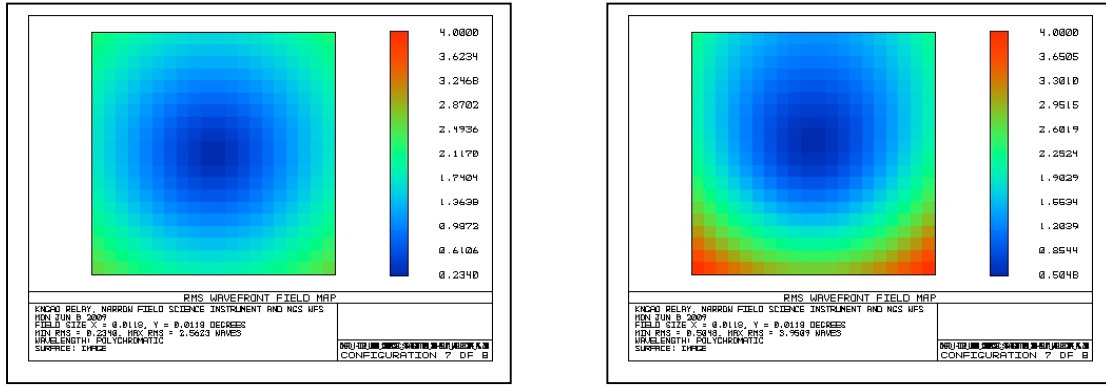 4.0000
3.6234
3.2468
2.8702
2.4936
2.1170
1.7404
1.3638
0.9872
0.6106
0.2340
RMS WAVEFRONT FIELD MAP
KNGAO RELAY, NARROW FIELD SCIENCE INSTRUMENT AND NGS WFS
MON JUN 8 2009
FIELD SIZE X = 0.0118, Y = 0.0118 DEGREES
MIN RMS = 0.2340, MAX RMS = 2.5623 WAVES
WAVELENGTH: POLYCHROMATIC
SURFACE: IMAGE
CONFIGURATION 7 OF 8
4.0000
3.6505
3.3010
2.9515
2.6019
2.2524
1.9029
1.5534
1.2039
0.8544
0.5048
RMS WAVEFRONT FIELD MAP
KNGAO RELAY, NARROW FIELD SCIENCE INSTRUMENT AND NGS WFS
MON JUN 8 2009
FIELD SIZE X = 0.0118, Y = 0.0118 DEGREES
MIN RMS = 0.5048, MAX RMS = 3.9509 WAVES
WAVELENGTH: POLYCHROMATIC
SURFACE: IMAGE
CONFIGURATION 7 OF 8